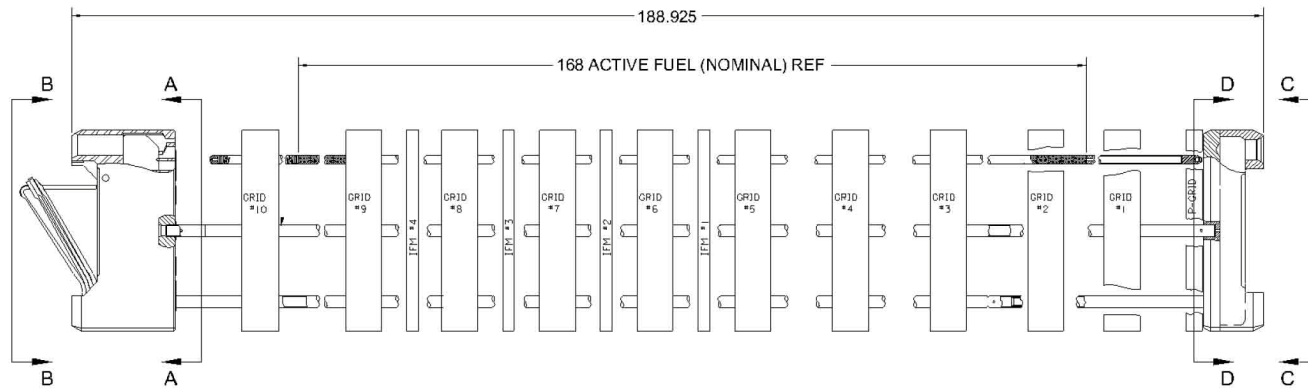 188.925
168 ACTIVE FUEL (NOMINAL) REF
B A D C
GRID #10
GRID #9
IFM #4
GRID #8
IFM #3
GRID #7
IFM #2
GRID #6
IFM #1
GRID #5
GRID #4
GRID #3
GRID #2
GRID #1
P-GRID
B A D C